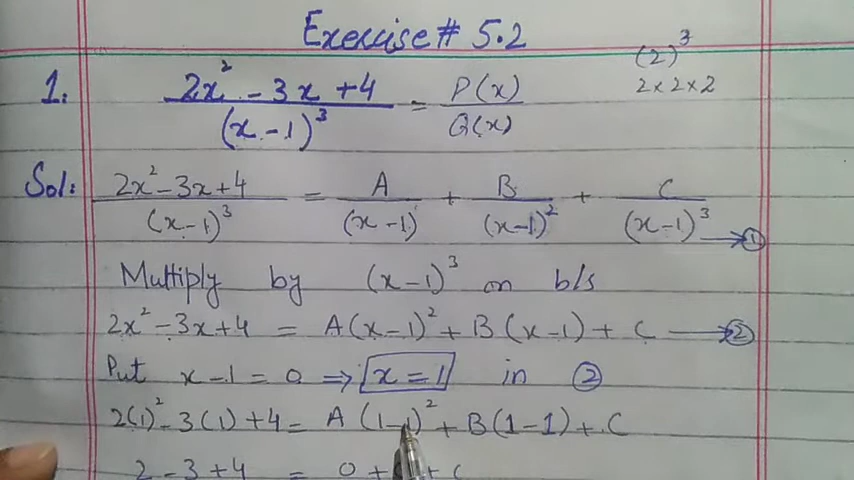 Exercise # 5.2
(2)³
2×2×2
1. 2x² - 3x + 4 / (x - 1)³ = P(x) / Q(x)
Sol: 2x² - 3x + 4 / (x - 1)³ = A / (x - 1) + B / (x - 1)² + C / (x - 1)³ → ①
Multiply by (x - 1)³ on b/s
2x² - 3x + 4 = A(x - 1)² + B(x - 1) + C → ②
Put x - 1 = 0 ⇒ x = 1 in ②
2(1)² - 3(1) + 4 = A(1 - 1)² + B(1 - 1) + C
2 - 3 + 4 = 0 + + C